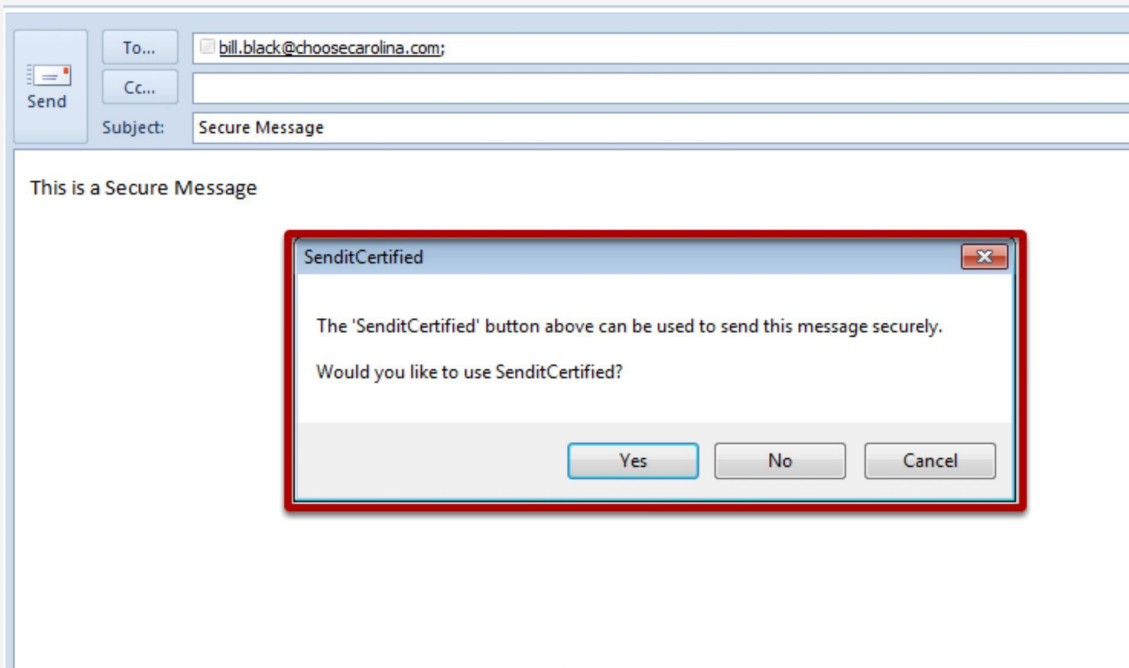 To...
bill.black@choosecarolina.com;
Cc...
Send
Subject:
Secure Message
This is a Secure Message
SenditCertified
The 'SenditCertified' button above can be used to send this message securely.
Would you like to use SenditCertified?
Yes
No
Cancel